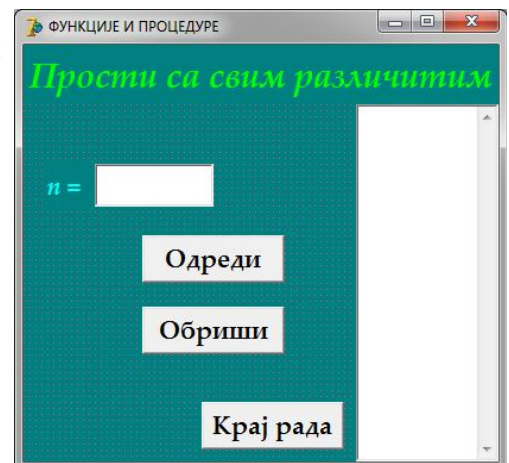 ФУНКЦИЈЕ И ПРОЦЕДУРЕ
Прости са свим различитим
n =
Одреди
Обриши
Крај рада